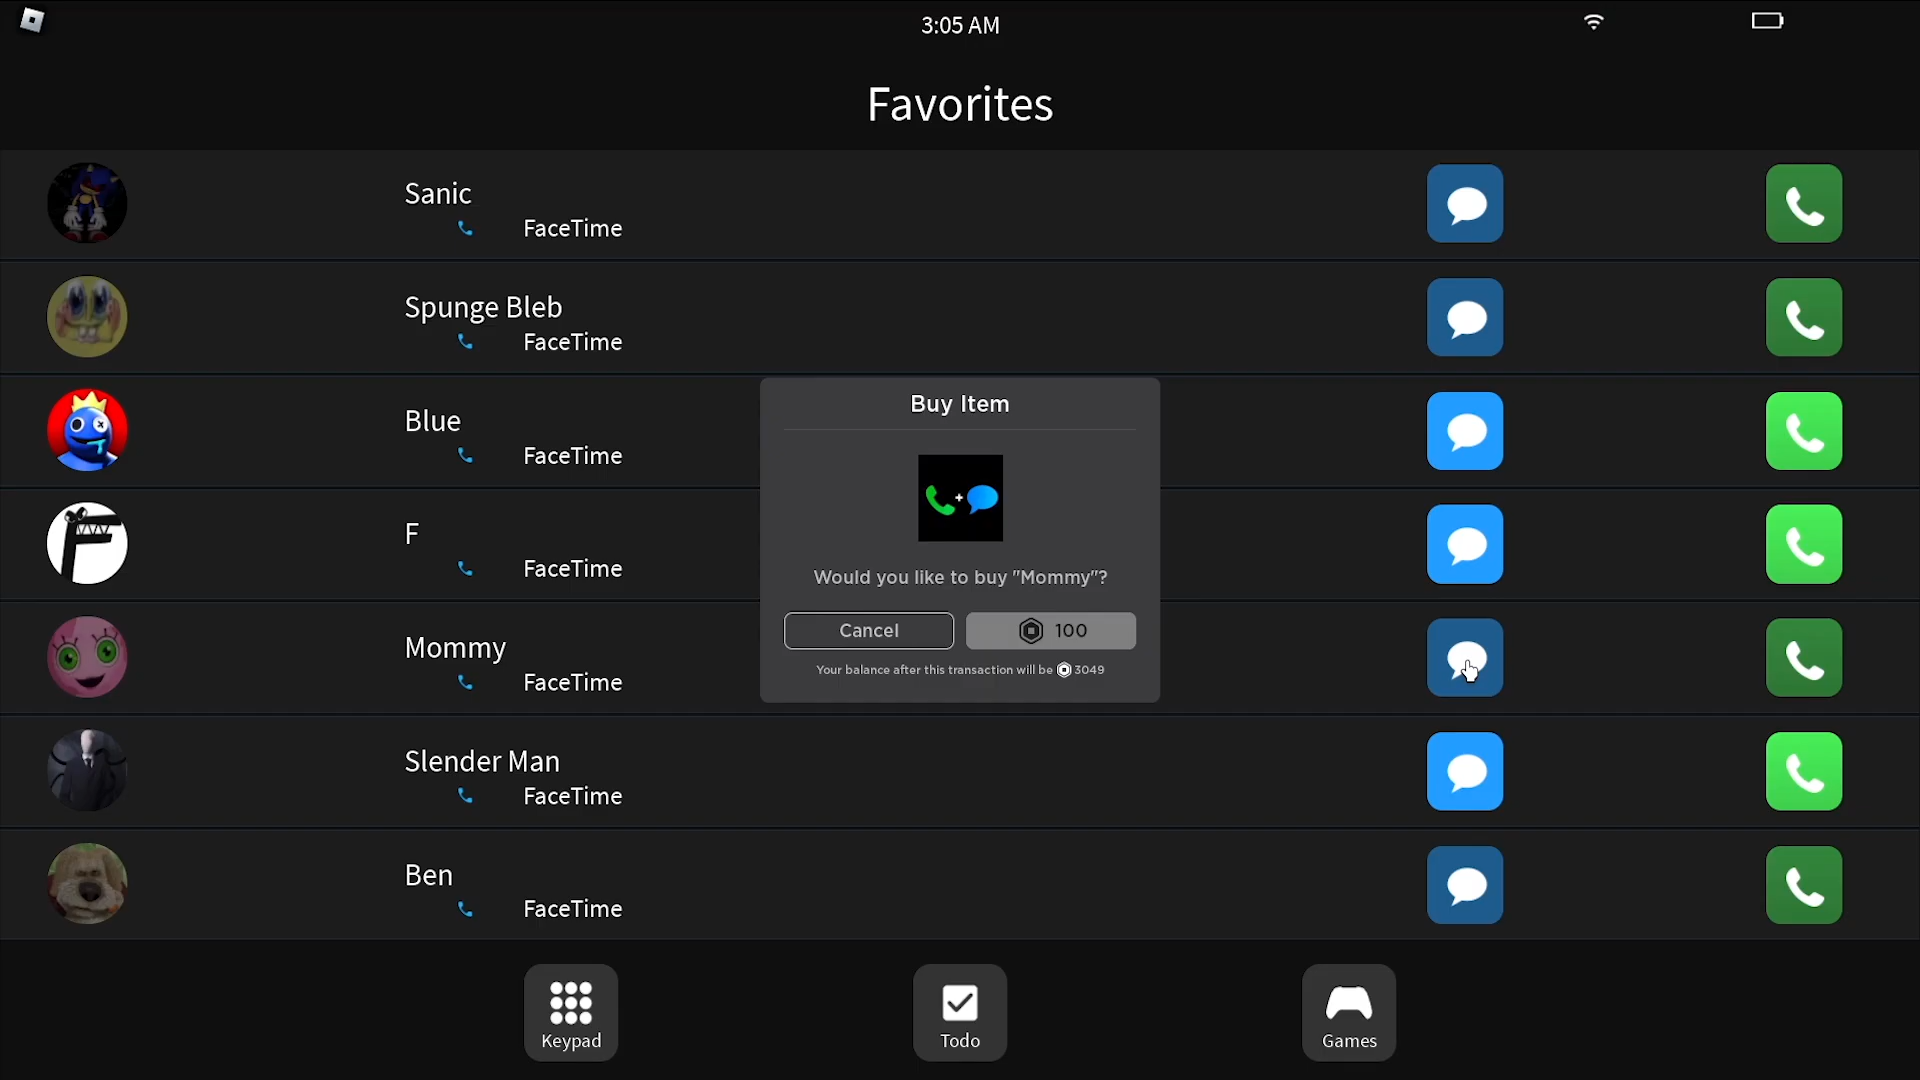 3:05 AM
Favorites
Sanic
FaceTime
Spunge Bleb
FaceTime
Blue
FaceTime
F
FaceTime
Mommy
FaceTime
Slender Man
FaceTime
Ben
FaceTime
Buy Item
Would you like to buy "Mommy"?
Cancel
100
Your balance after this transaction will be 3049
Keypad
Todo
Games